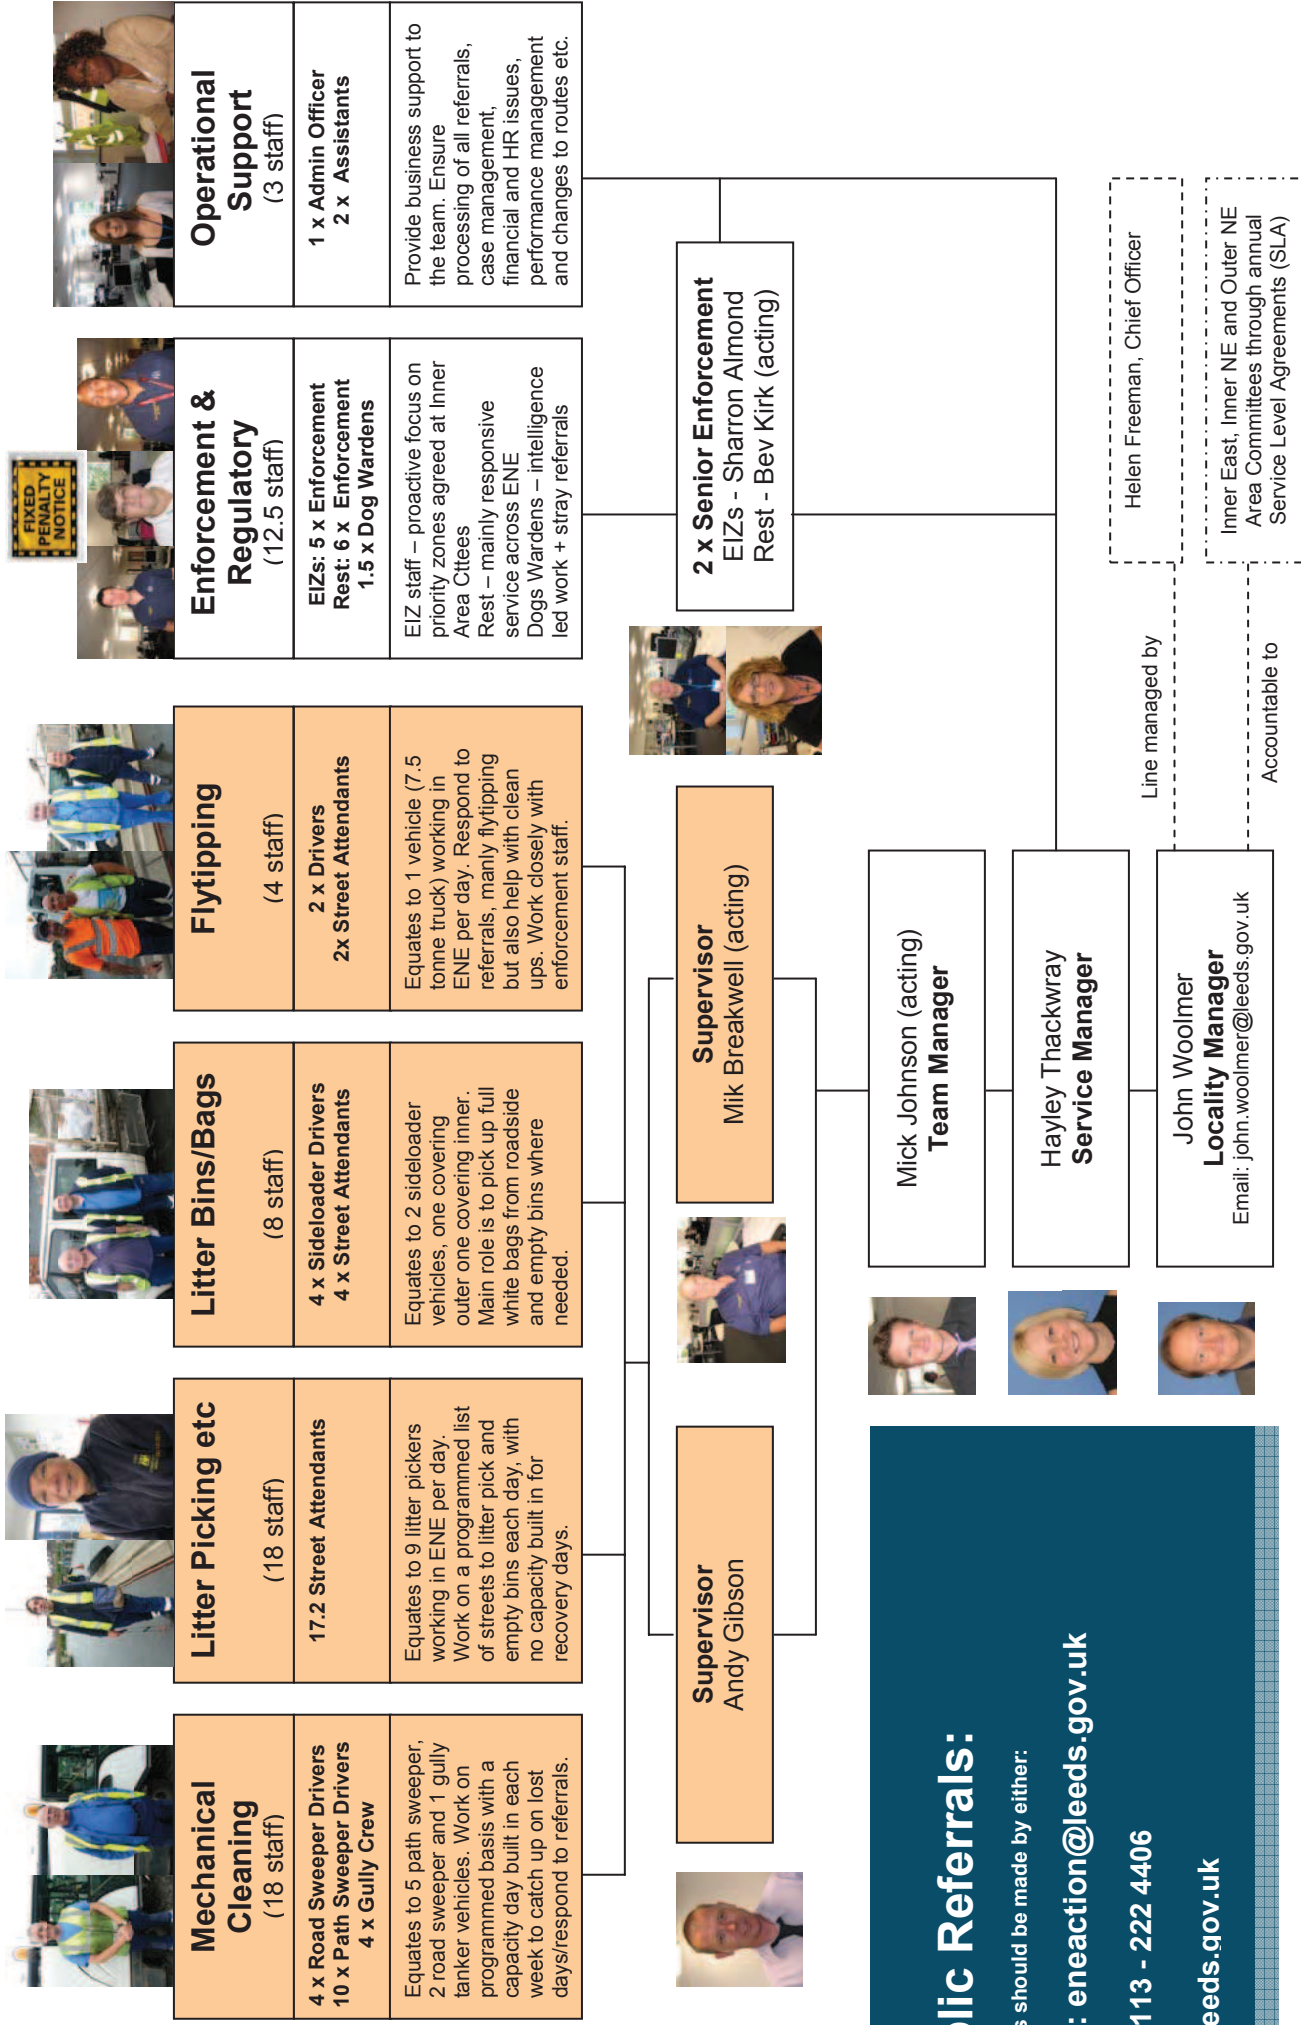 FIXED
PENALTY
NOTICE
Mechanical
Cleaning
(18 staff)
4 x Road Sweeper Drivers
10 x Path Sweeper Drivers
4 x Gully Crew
Equates to 5 path sweeper,
2 road sweeper and 1 gully
tanker vehicles. Work on
programmed basis with a
capacity day built in each
week to catch up on lost
days/respond to referrals.
Litter Picking etc
(18 staff)
17.2 Street Attendants
Equates to 9 litter pickers
working in ENE per day.
Work on a programmed list
of streets to litter pick and
empty bins each day, with
no capacity built in for
recovery days.
Litter Bins/Bags
(8 staff)
4 x Sideloader Drivers
4 x Street Attendants
Equates to 2 sideloader
vehicles, one covering
outer one covering inner.
Main role is to pick up full
white bags from roadside
and empty bins where
needed.
Flytipping
(4 staff)
2 x Drivers
2x Street Attendants
Equates to 1 vehicle (7.5
tonne truck) working in
ENE per day. Respond to
referrals, manly flytipping
but also help with clean
ups. Work closely with
enforcement staff.
Enforcement &
Regulatory
(12.5 staff)
EIZs: 5 x Enforcement
Rest: 6 x Enforcement
1.5 x Dog Wardens
EIZ staff – proactive focus on
priority zones agreed at Inner
Area Cttees
Rest – mainly responsive
service across ENE
Dogs Wardens – intelligence
led work + stray referrals
Operational
Support
(3 staff)
1 x Admin Officer
2 x Assistants
Provide business support to
the team. Ensure
processing of all referrals,
case management,
financial and HR issues,
performance management
and changes to routes etc.
Supervisor
Andy Gibson
Supervisor
Mik Breakwell (acting)
2 x Senior Enforcement
EIZs - Sharron Almond
Rest - Bev Kirk (acting)
Mick Johnson (acting)
Team Manager
Hayley Thackwray
Service Manager
John Woolmer
Locality Manager
Email: john.woolmer@leeds.gov.uk
Line managed by
Helen Freeman, Chief Officer
Accountable to
Inner East, Inner NE and Outer NE
Area Committees through annual
Service Level Agreements (SLA)
lic Referrals:
s should be made by either:
: eneaction@leeds.gov.uk
113 - 222 4406
eeds.gov.uk